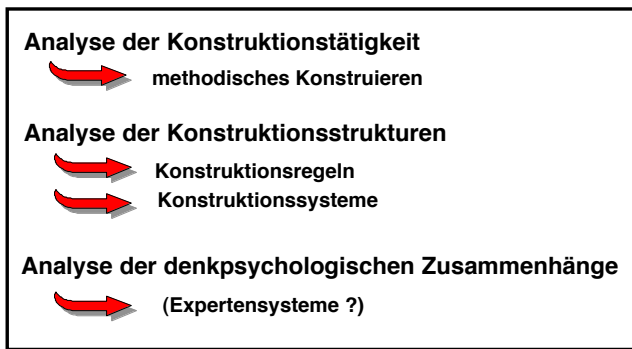 Analyse der Konstruktionstätigkeit
methodisches Konstruieren
Analyse der Konstruktionsstrukturen
Konstruktionsregeln
Konstruktionssysteme
Analyse der denkpsychologischen Zusammenhänge
(Expertensysteme ?)